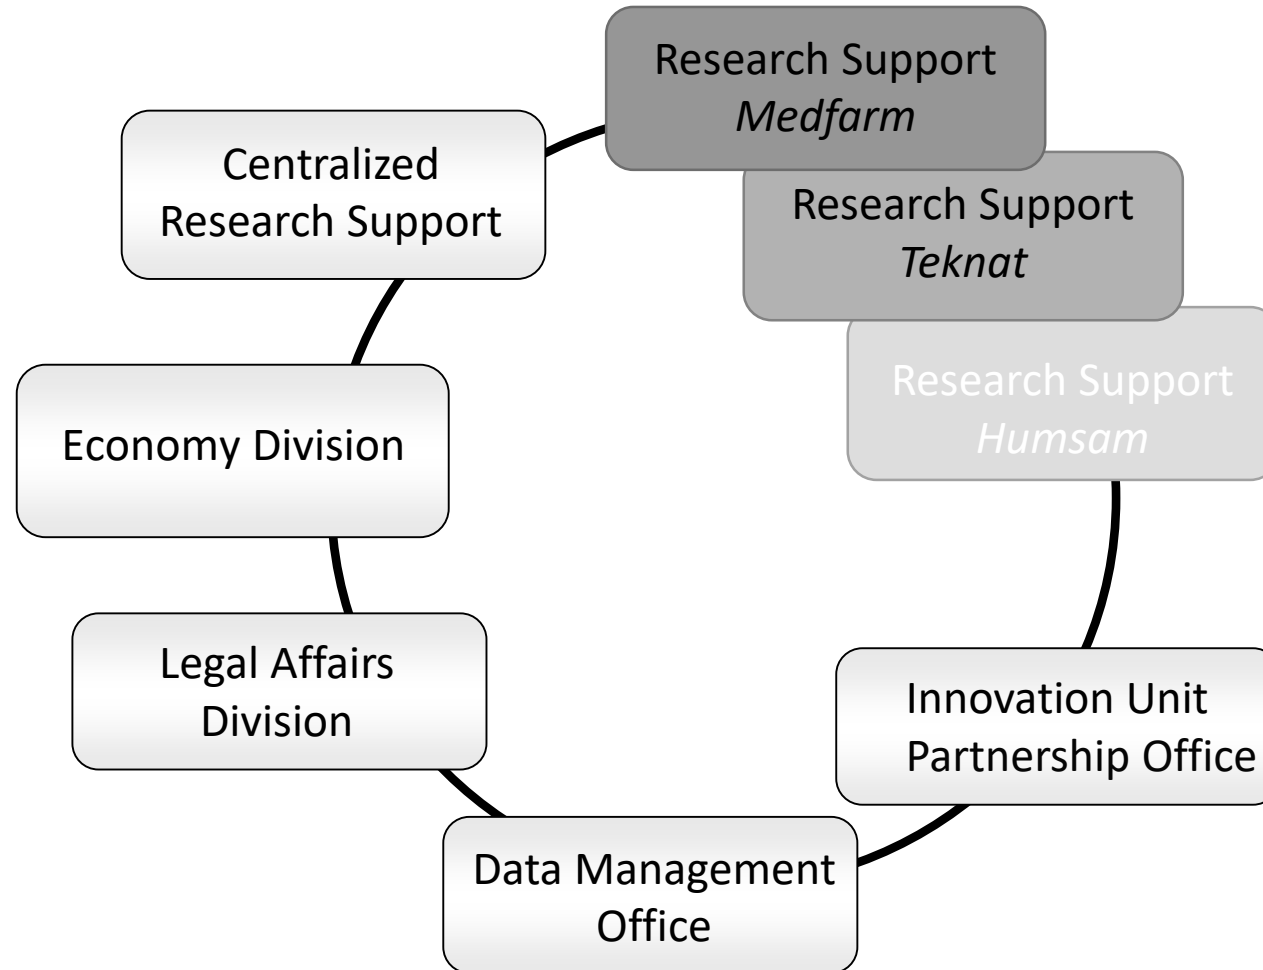 Research Support
Medfarm
Centralized
Research Support
Research Support
Teknat
Research Support
Humsam
Economy Division
Legal Affairs
Division
Innovation Unit
Partnership Office
Data Management
Office